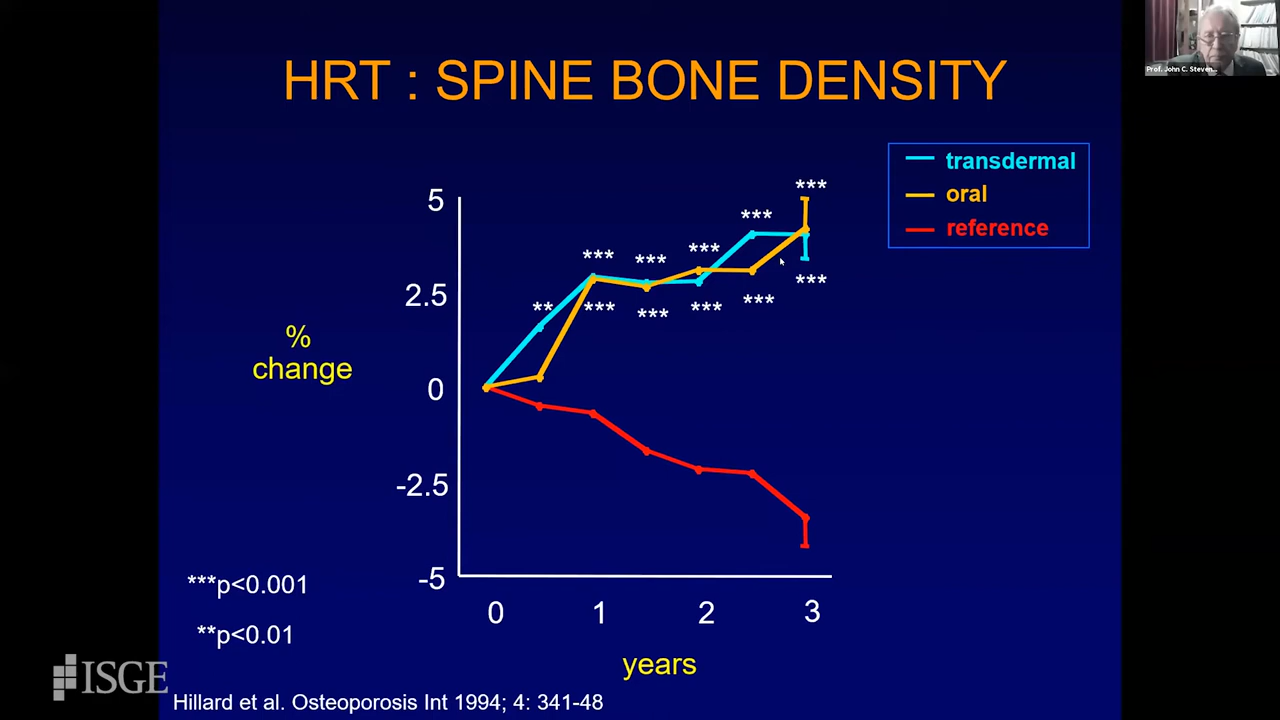 HRT : SPINE BONE DENSITY
Prof. John C. Steven...
transdermal
oral
reference
5
2.5
0
-2.5
-5
%
change
***
***
*** *** ***
** *** *** *** *** ***
0 1 2 3
years
***p<0.001
**p<0.01
ISGE
Hillard et al. Osteoporosis Int 1994; 4: 341-48